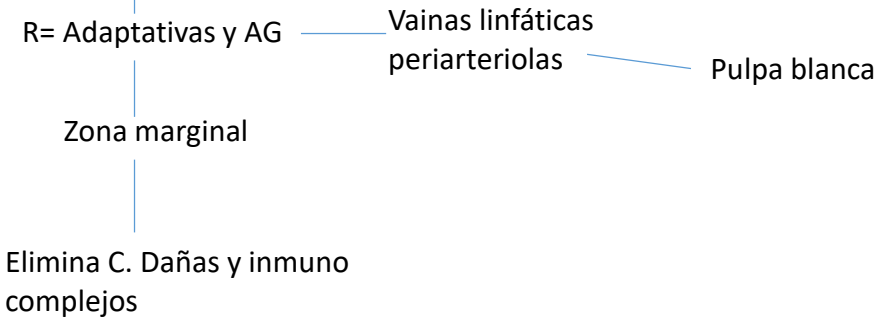 R= Adaptativas y AG
Vainas linfáticas
periarteriolas
Pulpa blanca
Zona marginal
Elimina C. Dañas y inmuno
complejos